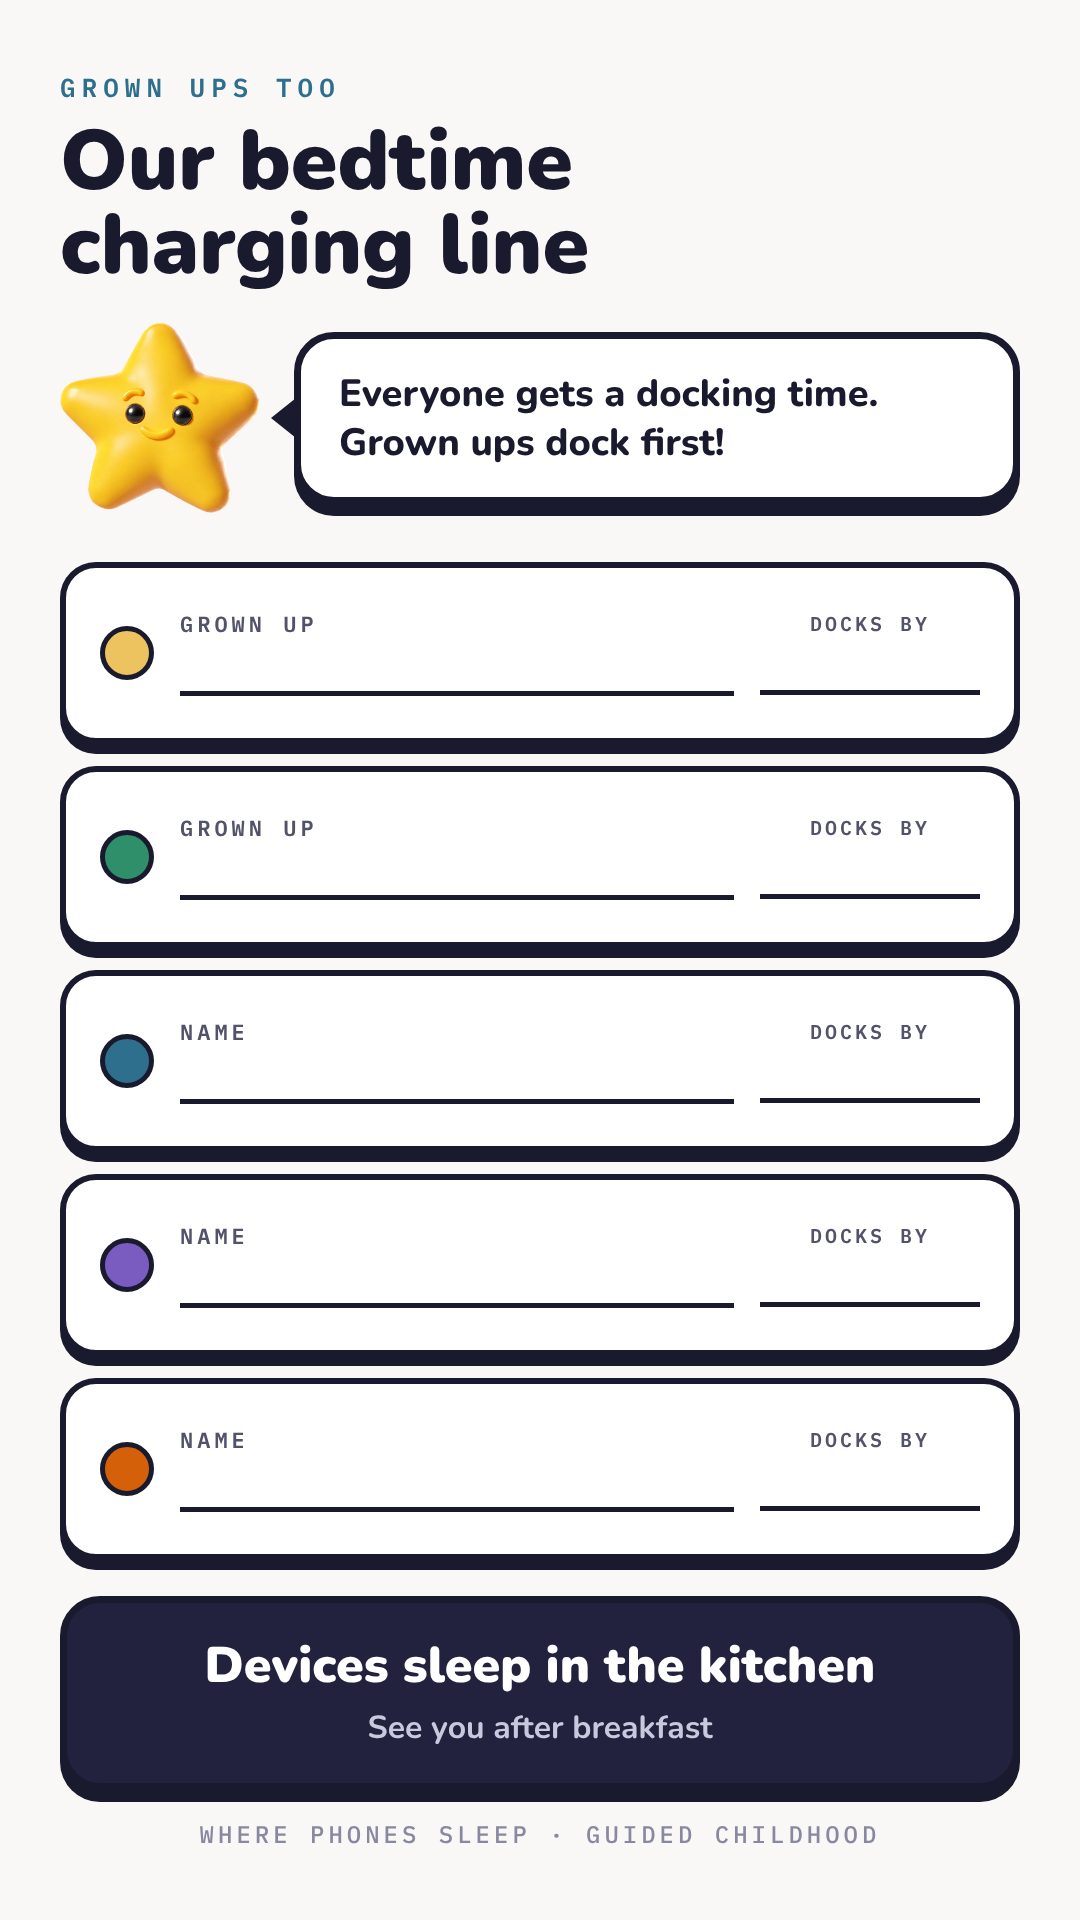 GROWN UPS TOO
Our bedtime
charging line
Everyone gets a docking time.
Grown ups dock first!
GROWN UP
DOCKS BY
GROWN UP
DOCKS BY
NAME
DOCKS BY
NAME
DOCKS BY
NAME
DOCKS BY
Devices sleep in the kitchen
See you after breakfast
WHERE PHONES SLEEP · GUIDED CHILDHOOD